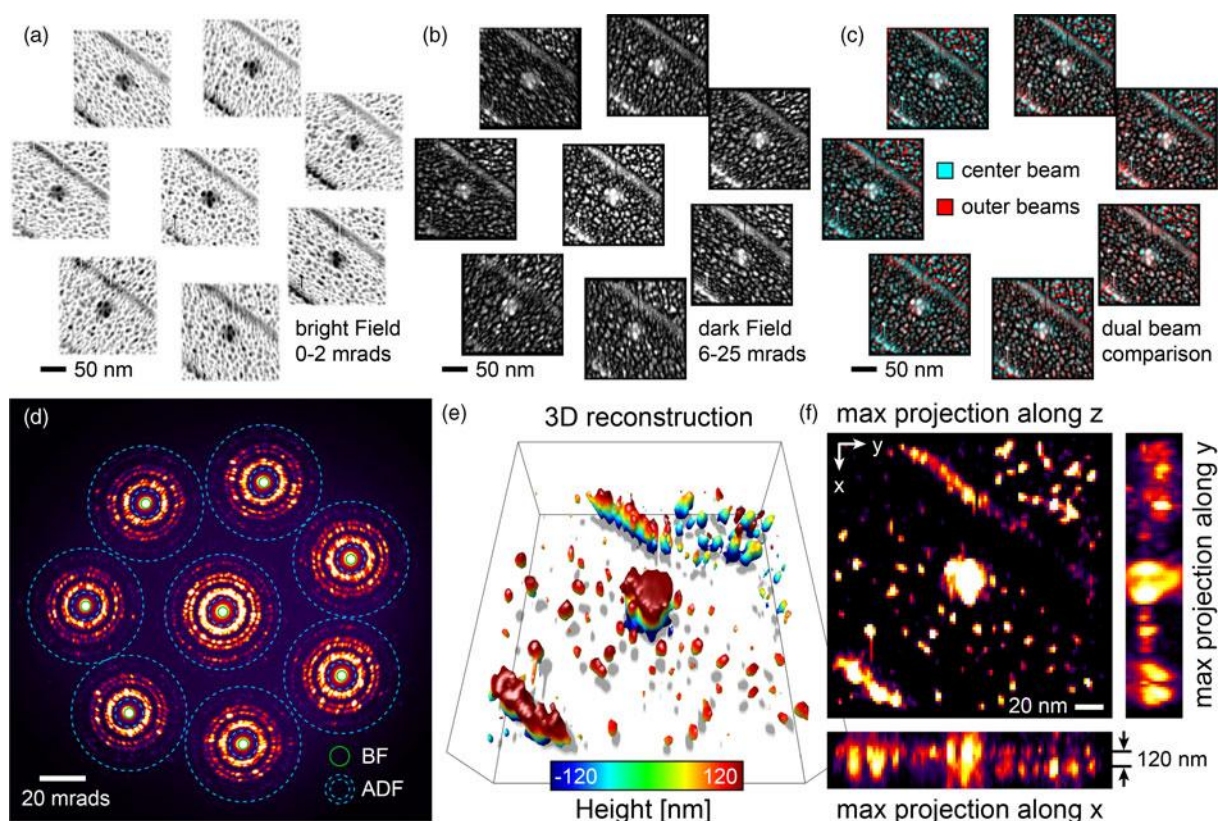 (a)
bright Field
0-2 mrads
50 nm
(b)
dark Field
6-25 mrads
50 nm
(c)
center beam
outer beams
dual beam
comparison
50 nm
(d)
BF
ADF
20 mrads
(e)
3D reconstruction
-120
120
Height [nm]
(f)
max projection along z
y
x
20 nm
max projection along y
120 nm
max projection along x